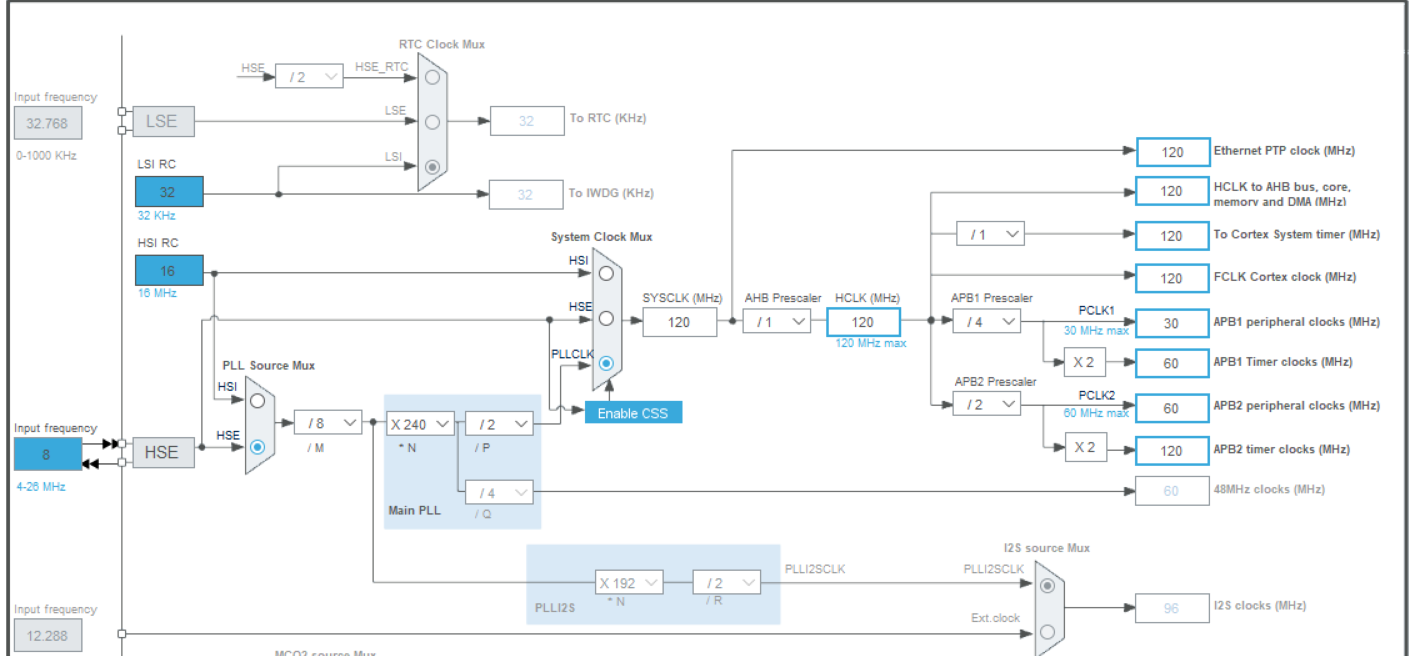 RTC Clock Mux
HSE
/ 2
HSE_RTC
Input frequency
32.768
0-1000 KHz
LSE
LSE
32
To RTC (KHz)
LSI RC
LSI
32
32 KHz
32
To IWDG (KHz)
HSI RC
16
16 MHz
System Clock Mux
HSI
HSE
PLLCLK
SYSCLK (MHz)
120
AHB Prescaler
/ 1
HCLK (MHz)
120
120 MHz max
120
Ethernet PTP clock (MHz)
120
HCLK to AHB bus, core,
memory and DMA (MHz)
/ 1
120
To Cortex System timer (MHz)
120
FCLK Cortex clock (MHz)
APB1 Prescaler
/ 4
PCLK1
30 MHz max
30
APB1 peripheral clocks (MHz)
X 2
60
APB1 Timer clocks (MHz)
APB2 Prescaler
/ 2
PCLK2
60 MHz max
60
APB2 peripheral clocks (MHz)
X 2
120
APB2 timer clocks (MHz)
Enable CSS
PLL Source Mux
HSI
HSE
Input frequency
8
4-26 MHz
HSE
/ 8
/ M
X 240
* N
/ 2
/ P
/ 4
/ Q
Main PLL
60
48MHz clocks (MHz)
I2S source Mux
X 192
* N
/ 2
/ R
PLLI2S
PLLI2SCLK
PLLI2SCLK
96
I2S clocks (MHz)
Ext.clock
Input frequency
12.288
MCO2 source Mux